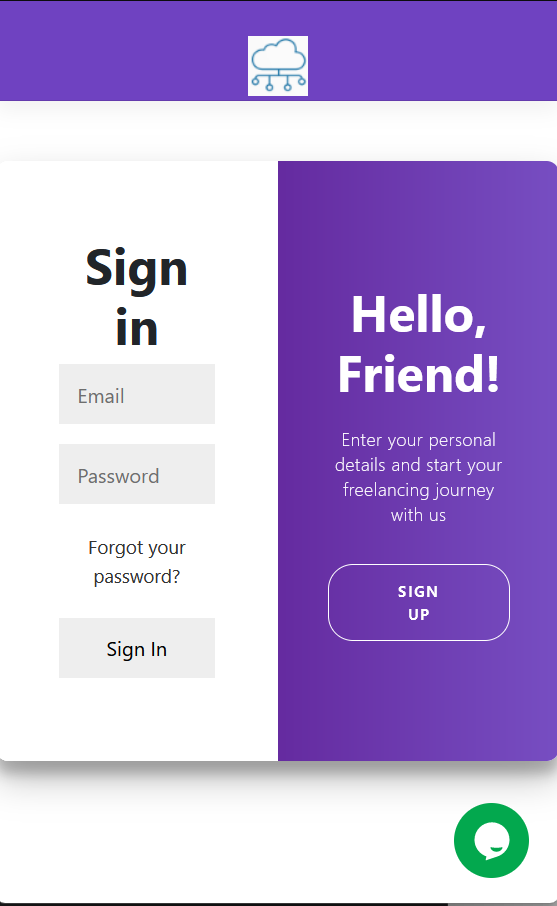 Sign
in
Email
Password
Forgot your
password?
Sign In
Hello,
Friend!
Enter your personal
details and start your
freelancing journey
with us
SIGN
UP